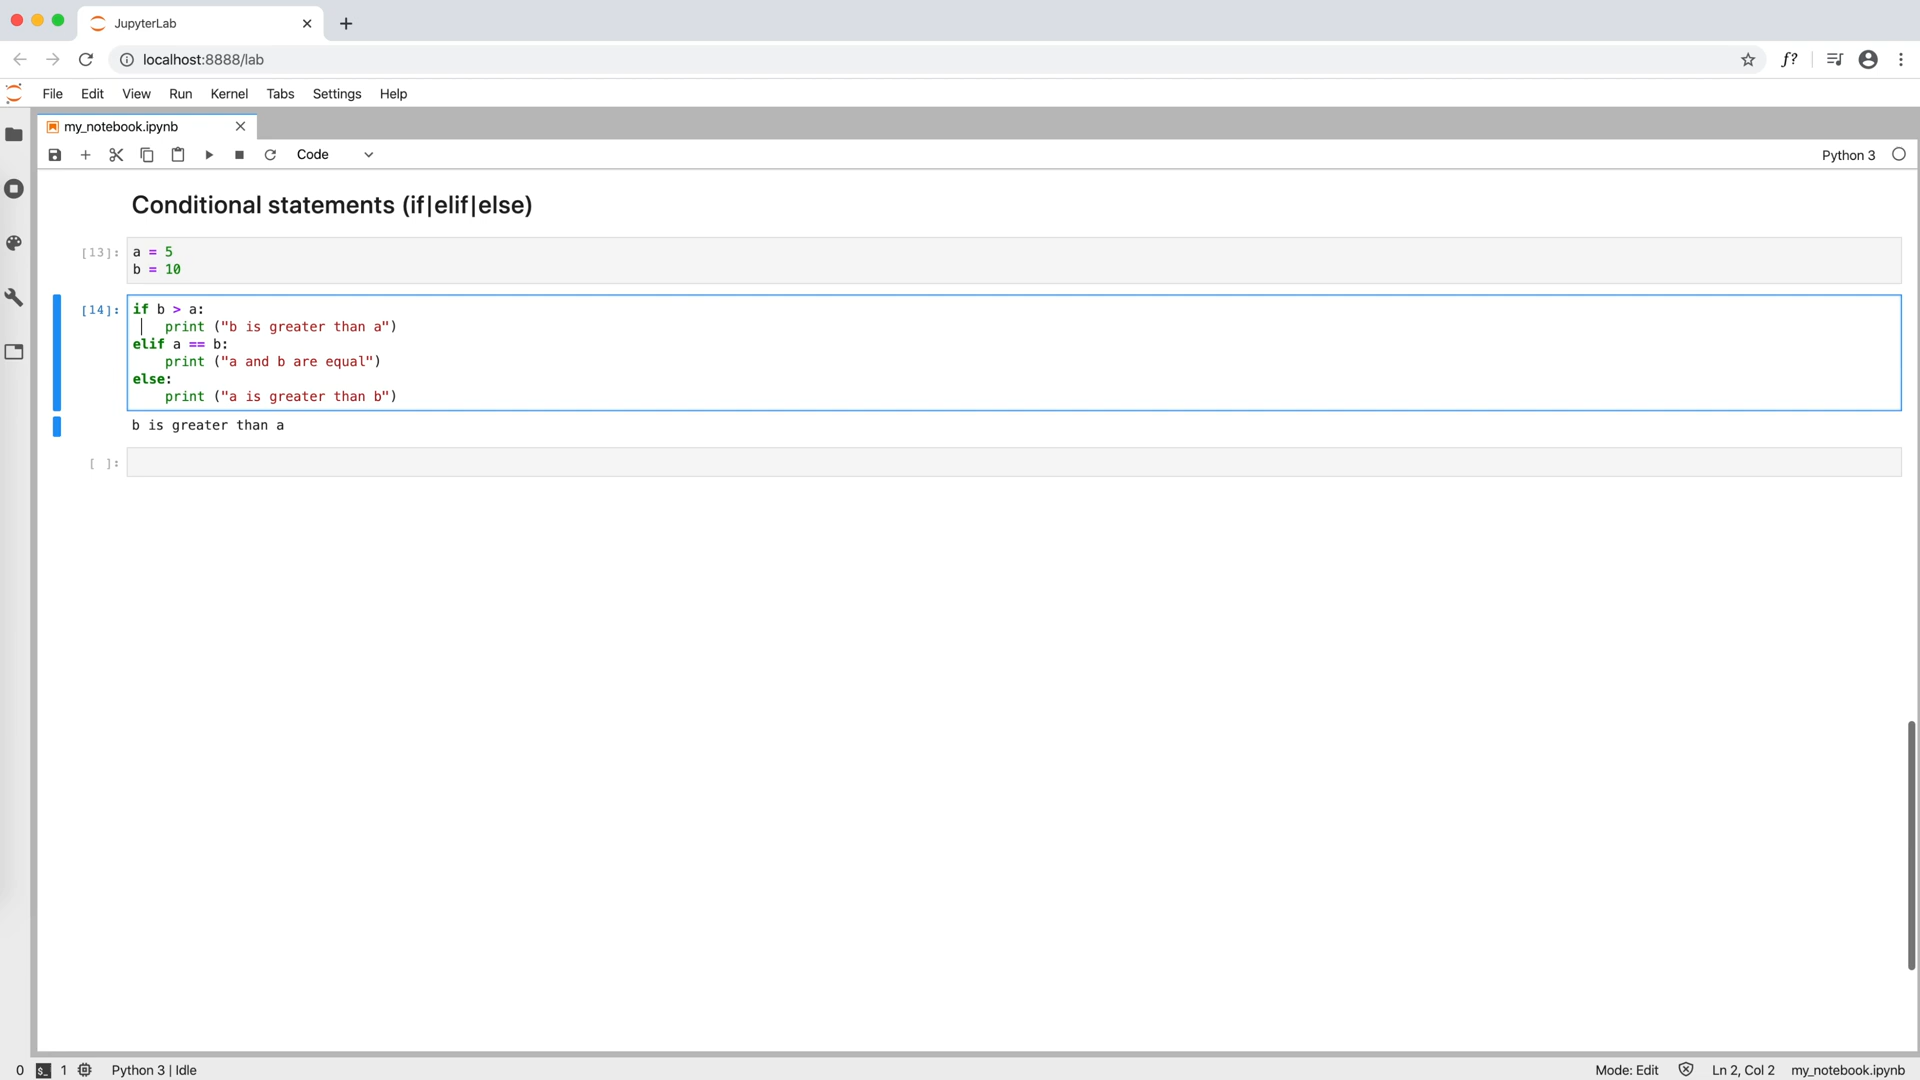 JupyterLab
localhost:8888/lab
f?
File Edit View Run Kernel Tabs Settings Help
my_notebook.ipynb
Code
Python 3
Conditional statements (if|elif|else)
[13]: a = 5
b = 10
[14]: if b > a:
print ("b is greater than a")
elif a == b:
print ("a and b are equal")
else:
print ("a is greater than b")
b is greater than a
[ ]:
0 $_ 1 Python 3 | Idle Mode: Edit Ln 2, Col 2 my_notebook.ipynb